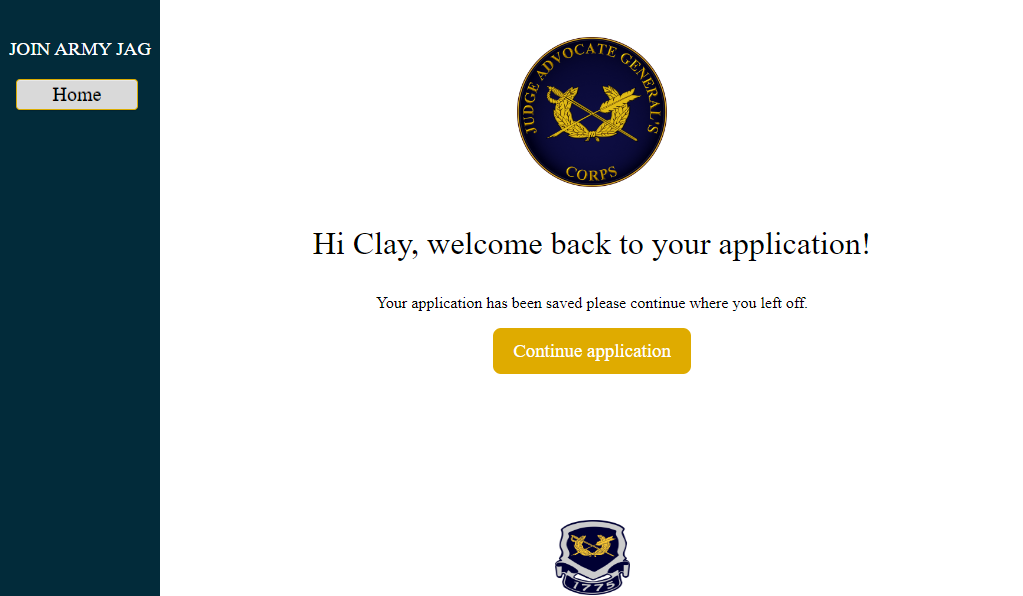 JOIN ARMY JAG
Home
JUDGE ADVOCATE GENERAL'S
CORPS
Hi Clay, welcome back to your application!
Your application has been saved please continue where you left off.
Continue application
1775